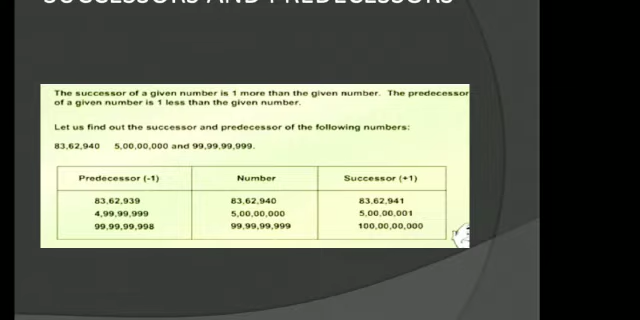 SUCCESSORS AND PREDECESSORS
The successor of a given number is 1 more than the given number. The predecessor
of a given number is 1 less than the given number.
Let us find out the successor and predecessor of the following numbers:
83,62,940 5,00,00,000 and 99,99,99,999.
Predecessor (-1) Number Successor (+1)
83,62,939 83,62,940 83,62,941
4,99,99,999 5,00,00,000 5,00,00,001
99,99,99,998 99,99,99,999 100,00,00,000